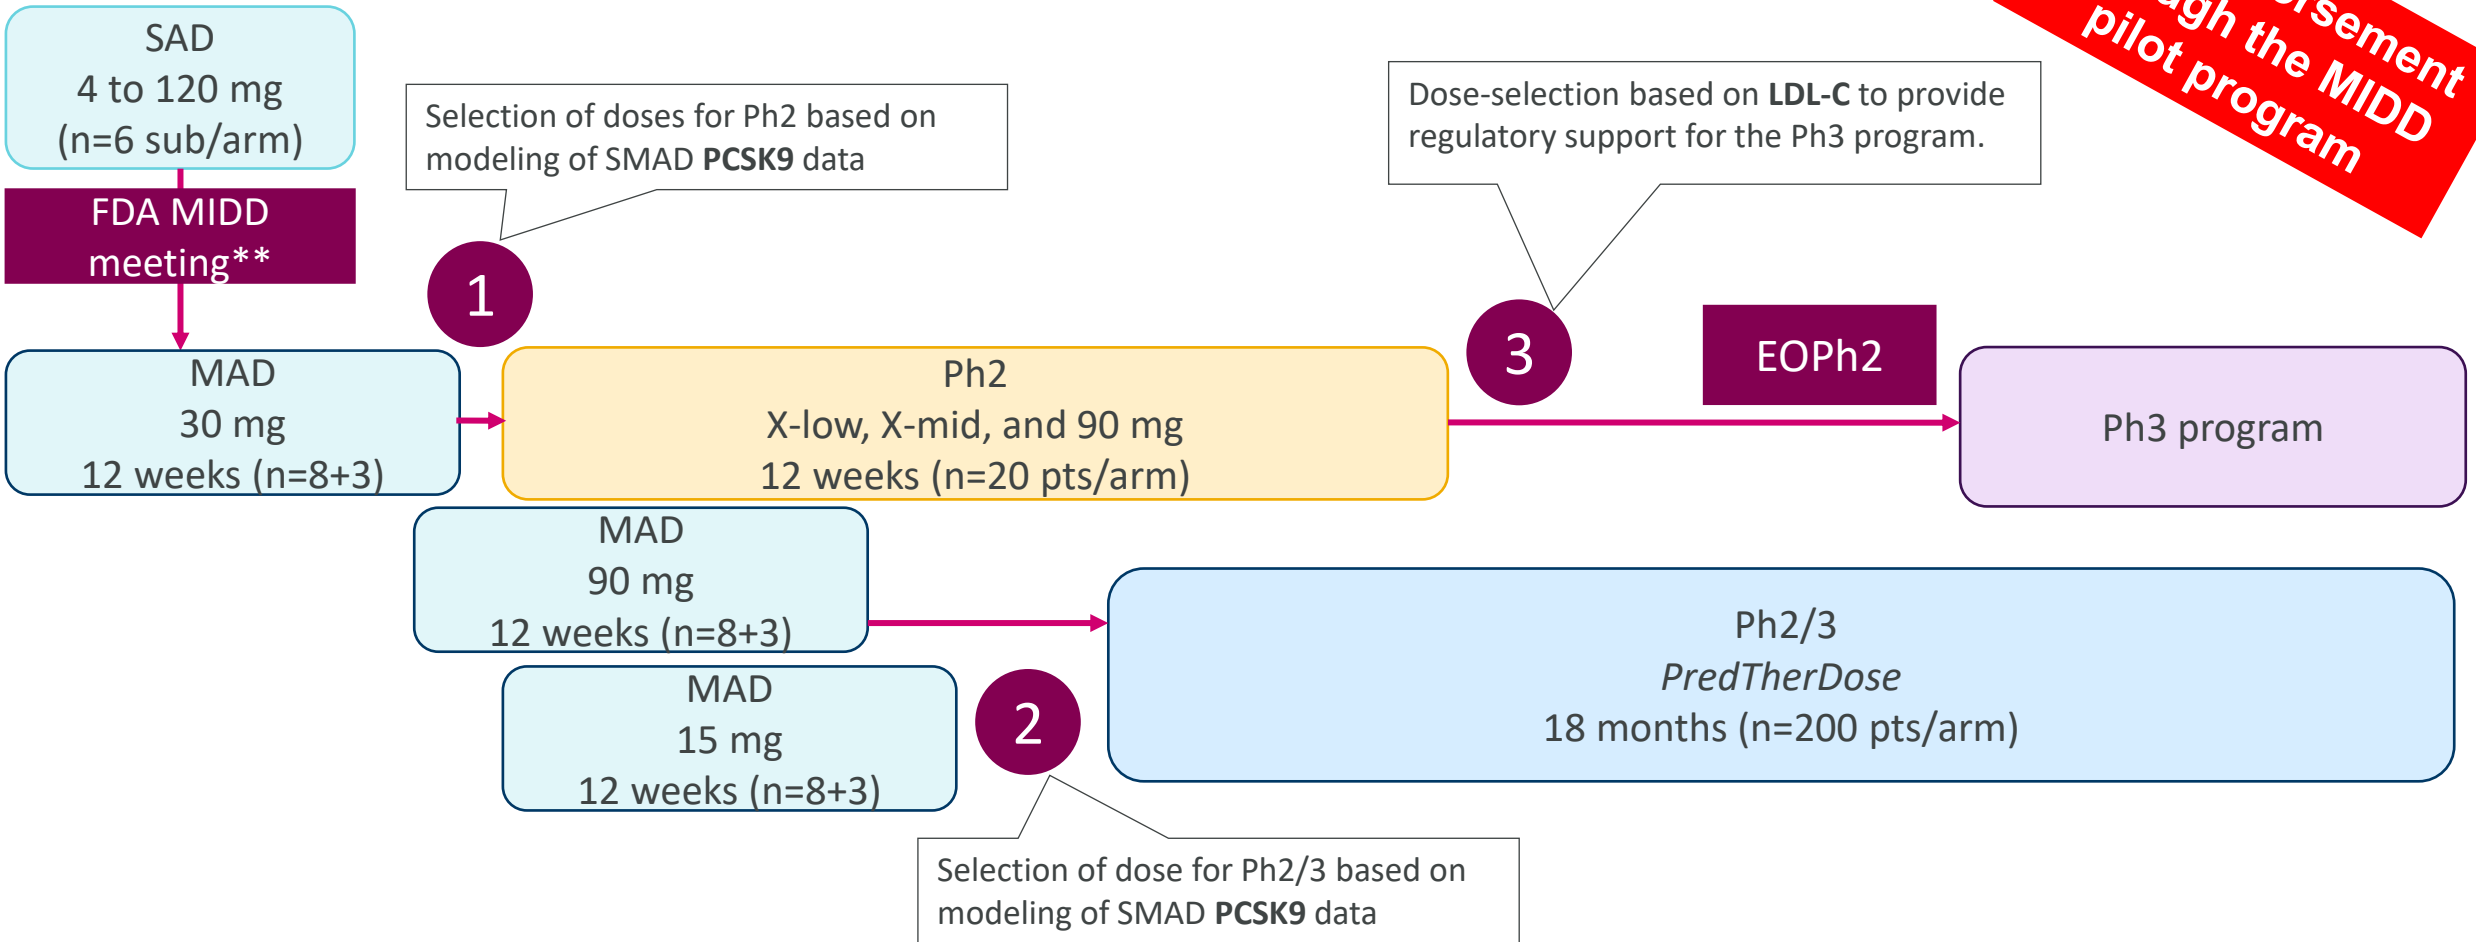 SAD
4 to 120 mg
(n=6 sub/arm)
FDA MIDD
meeting**
Selection of doses for Ph2 based on
modeling of SMAD PCSK9 data
1
Dose-selection based on LDL-C to provide
regulatory support for the Ph3 program.
the MIDD
pilot program
3
EOPh2
MAD
30 mg
12 weeks (n=8+3)
Ph2
X-low, X-mid, and 90 mg
12 weeks (n=20 pts/arm)
Ph3 program
MAD
90 mg
12 weeks (n=8+3)
MAD
15 mg
12 weeks (n=8+3)
2
Ph2/3
PredTherDose
18 months (n=200 pts/arm)
Selection of dose for Ph2/3 based on
modeling of SMAD PCSK9 data